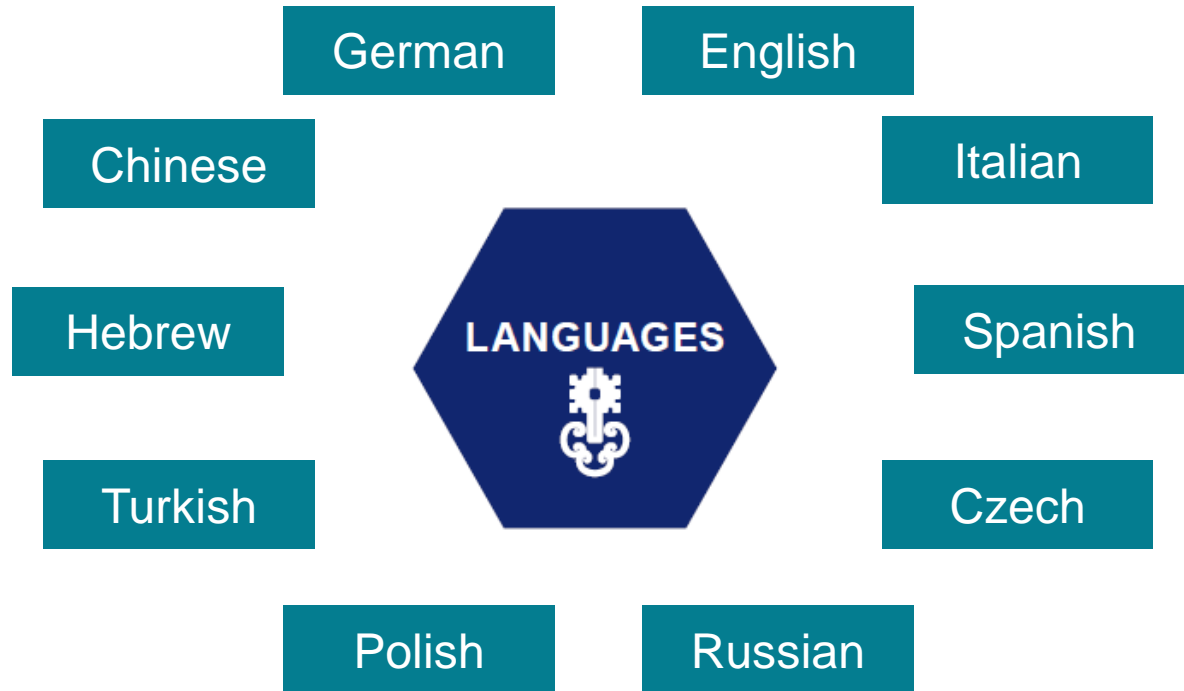 German
English
Chinese
Italian
LANGUAGES
Hebrew
Spanish
Turkish
Czech
Polish
Russian